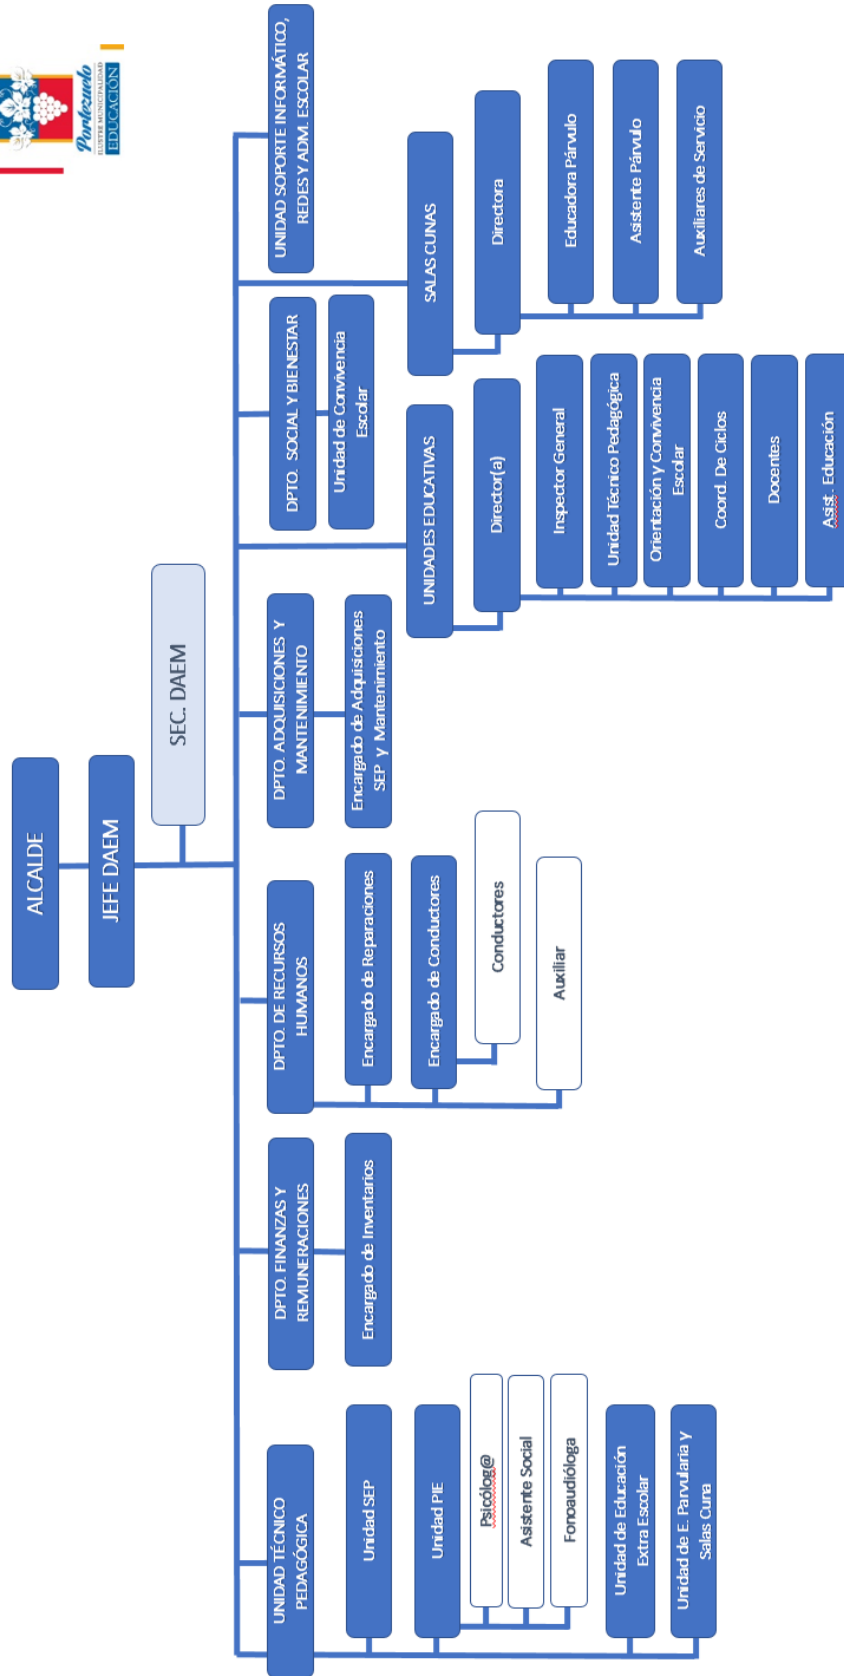 Portezuelo
ILUSTRE MUNICIPALIDAD
EDUCACIÓN
ALCALDE
JEFE DAEM
SEC. DAEM
UNIDAD TÉCNICO
PEDAGÓGICA
Unidad SEP
Unidad PIE
Psicólog@
Asistente Social
Fonoaudióloga
Unidad de Educación
Extra Escolar
Unidad de E. Parvularia y
Salas Cuna
DPTO. FINANZAS Y
REMUNERACIONES
Encargado de Inventarios
DPTO. DE RECURSOS
HUMANOS
Encargado de Reparaciones
Encargado de Conductores
Conductores
Auxiliar
DPTO. ADQUISICIONES Y
MANTENIMIENTO
Encargado de Adquisiciones
SEP y Mantenimiento
UNIDADES EDUCATIVAS
Director(a)
Inspector General
Unidad Técnico Pedagógica
Orientación y Convivencia
Escolar
Coord. De Ciclos
Docentes
Asist . Educación
DPTO. SOCIAL Y BIENESTAR
Unidad de Convivencia
Escolar
SALAS CUNAS
Directora
Educadora Párvulo
Asistente Párvulo
Auxiliares de Servicio
UNIDAD SOPORTE INFORMÁTICO,
REDES Y ADM. ESCOLAR